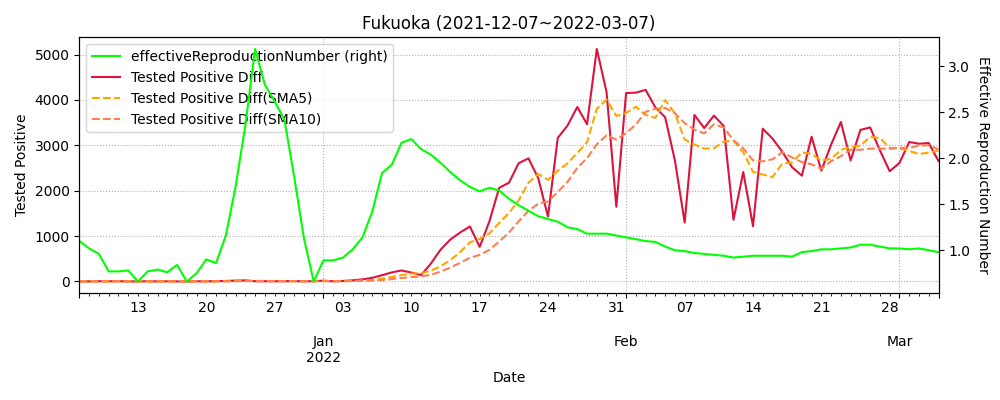 Fukuoka (2021-12-07~2022-03-07)
effectiveReproductionNumber (right)
Tested Positive Diff
Tested Positive Diff(SMA5)
Tested Positive Diff(SMA10)
Tested Positive
5000
4000
3000
2000
1000
0
Effective Reproduction Number
3.0
2.5
2.0
1.5
1.0
13 20 27 03 10 17 24 31 07 14 21 28
Jan Feb Mar
2022
Date